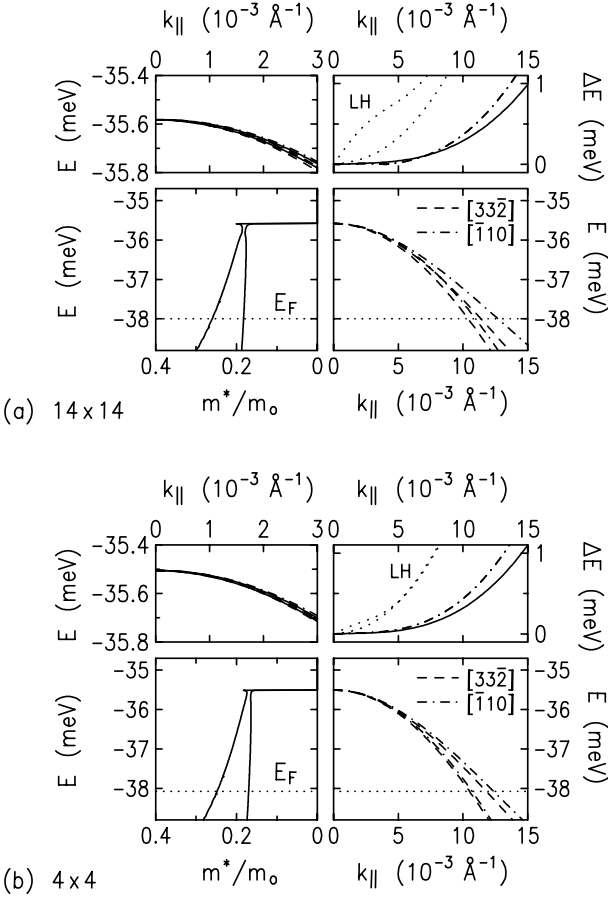 k∥ (10⁻³ Å⁻¹) k∥ (10⁻³ Å⁻¹)
0 1 2 3 0 5 10 15
E (meV) −35.4 −35.6 −35.8
LH
1 0 ΔE (meV)
E (meV) −36 −37 −38
E_F
[332̄]
[1̄10]
−35 −36 −37 −38 E (meV)
0.4 0.2 0 0 5 10 15
m*/m₀ k∥ (10⁻³ Å⁻¹)
(a) 14x14
k∥ (10⁻³ Å⁻¹) k∥ (10⁻³ Å⁻¹)
0 1 2 3 0 5 10 15
E (meV) −35.4 −35.6 −35.8
LH
1 0 ΔE (meV)
E (meV) −36 −37 −38
E_F
[332̄]
[1̄10]
−35 −36 −37 −38 E (meV)
0.4 0.2 0 0 5 10 15
m*/m₀ k∥ (10⁻³ Å⁻¹)
(b) 4x4